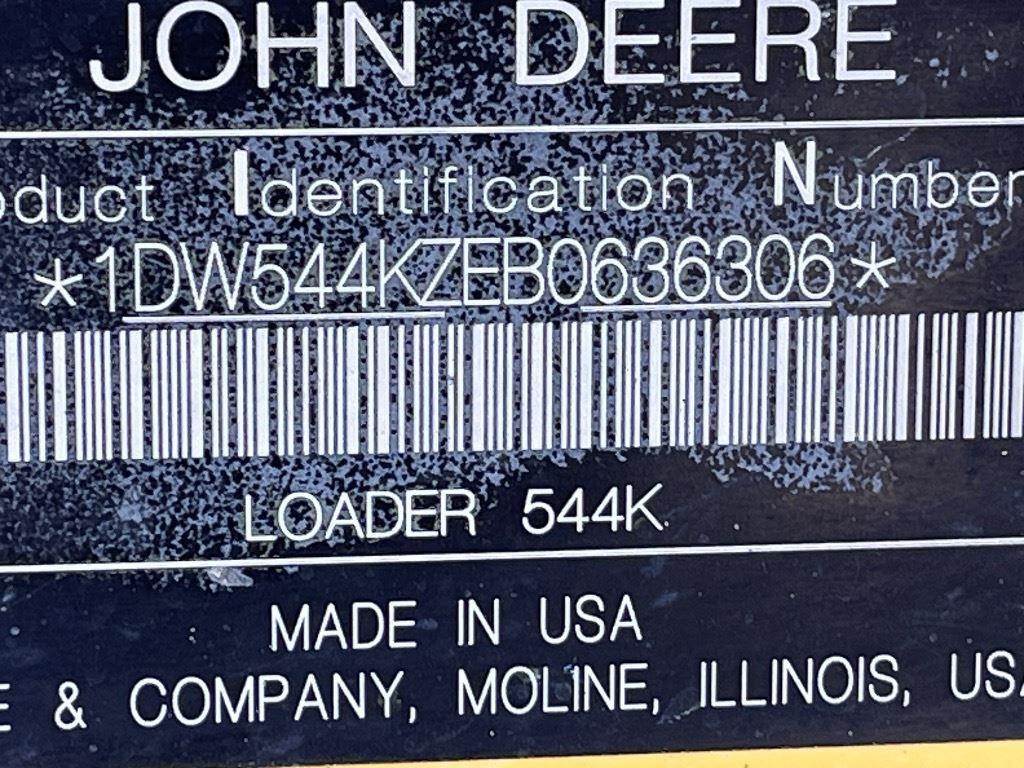 JOHN DEERE
oduct Identification Number
*1DW544KZEB0636306*
LOADER 544K
MADE IN USA
E & COMPANY, MOLINE, ILLINOIS, USA